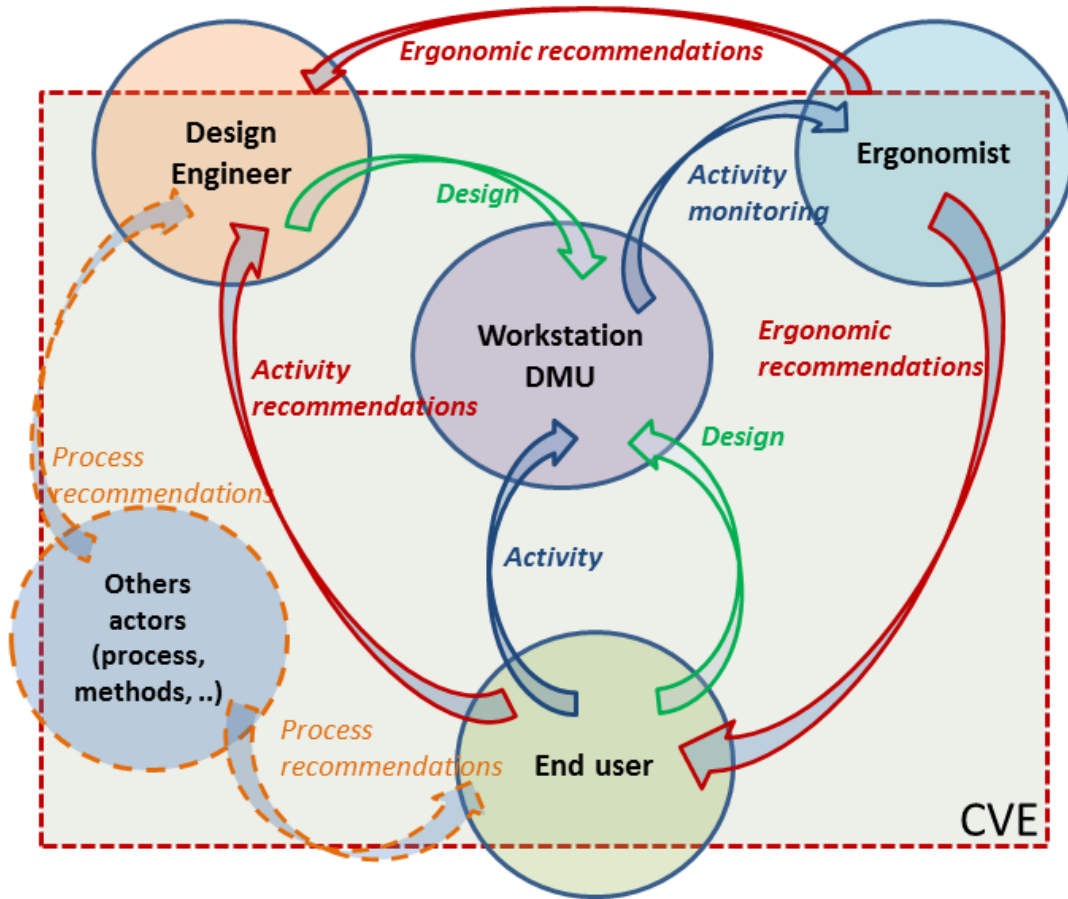 Ergonomic recommendations
Design
Engineer
Ergonomist
Design
Activity
monitoring
Workstation
DMU
Ergonomic
recommendations
Activity
recommendations
Design
Process
recommendations
Activity
Others
actors
(process,
methods, ..)
Process
recommendations
End user
CVE